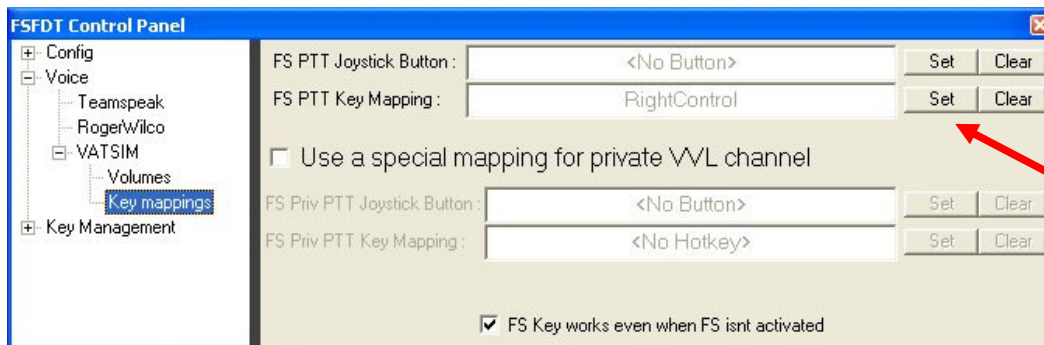 FSFDT Control Panel
Config
Voice
Teamspeak
RogerWilco
VATSIM
Volumes
Key mappings
Key Management
FS PTT Joystick Button : <No Button> Set Clear
FS PTT Key Mapping : RightControl Set Clear
Use a special mapping for private VVL channel
FS Priv PTT Joystick Button : <No Button> Set Clear
FS Priv PTT Key Mapping : <No Hotkey> Set Clear
FS Key works even when FS isnt activated